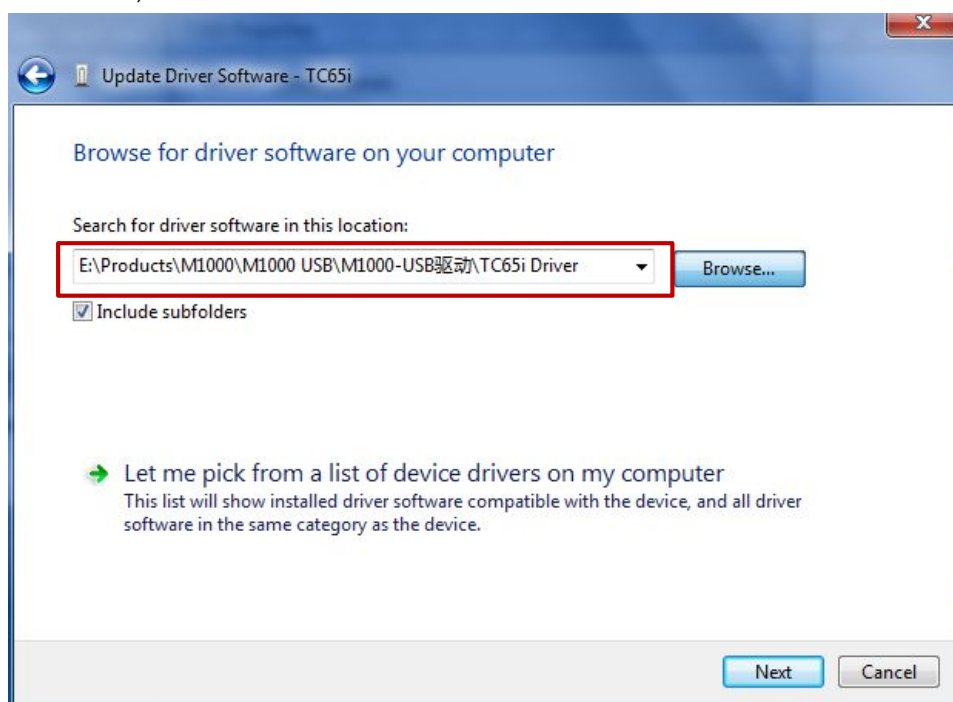 Update Driver Software - TC65i
Browse for driver software on your computer
Search for driver software in this location:
E:\Products\M1000\M1000 USB\M1000-USB驱动\TC65i Driver
Browse...
Include subfolders
Let me pick from a list of device drivers on my computer
This list will show installed driver software compatible with the device, and all driver
software in the same category as the device.
Next
Cancel